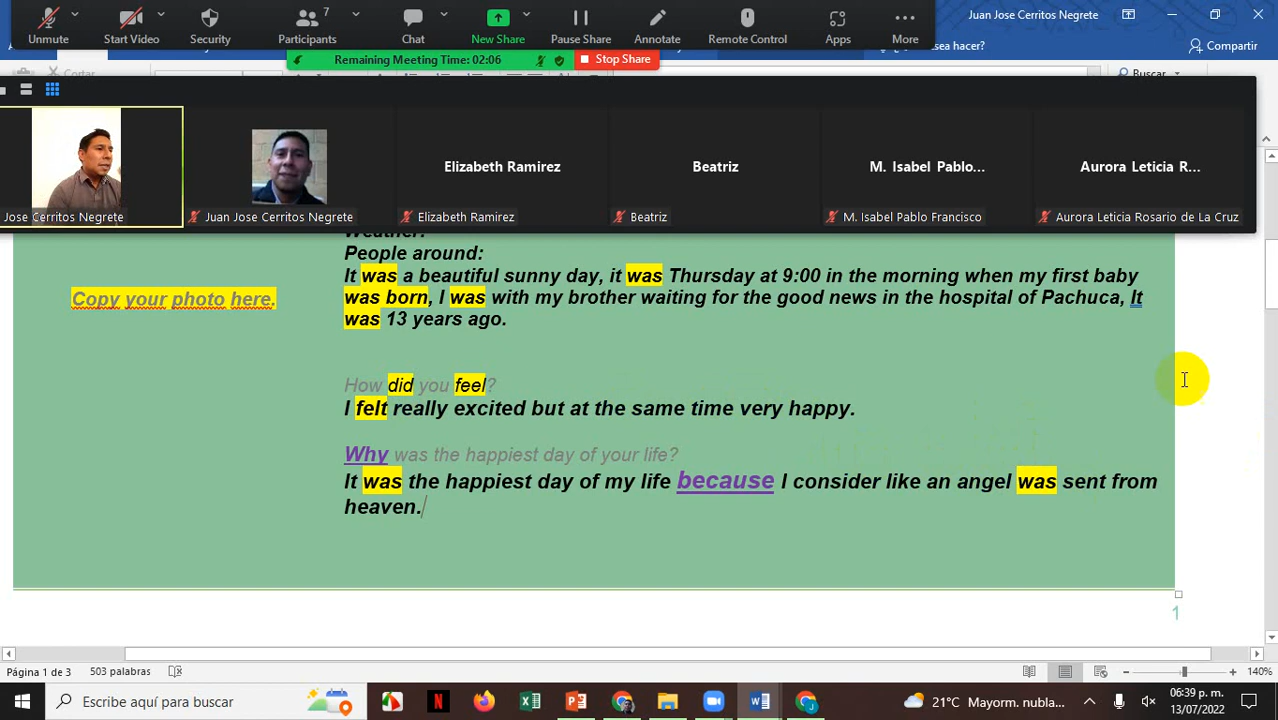 Juan Jose Cerritos Negrete
7
Unmute Start Video Security Participants Chat New Share Pause Share Annotate Remote Control Apps More
esea hacer?
Compartir
Remaining Meeting Time: 02:06 Stop Share
Cortar
Buscar
Elizabeth Ramirez Beatriz M. Isabel Pablo... Aurora Leticia R...
Jose Cerritos Negrete Juan Jose Cerritos Negrete Elizabeth Ramirez Beatriz M. Isabel Pablo Francisco Aurora Leticia Rosario de La Cruz
Weather:
People around:
It was a beautiful sunny day, it was Thursday at 9:00 in the morning when my first baby
Copy your photo here.
was born, I was with my brother waiting for the good news in the hospital of Pachuca, It
was 13 years ago.
How did you feel?
I felt really excited but at the same time very happy.
Why was the happiest day of your life?
It was the happiest day of my life because I consider like an angel was sent from
heaven.
1
Página 1 de 3 503 palabras 140%
Escribe aquí para buscar
21°C Mayorm. nubla...
06:39 p. m.
13/07/2022